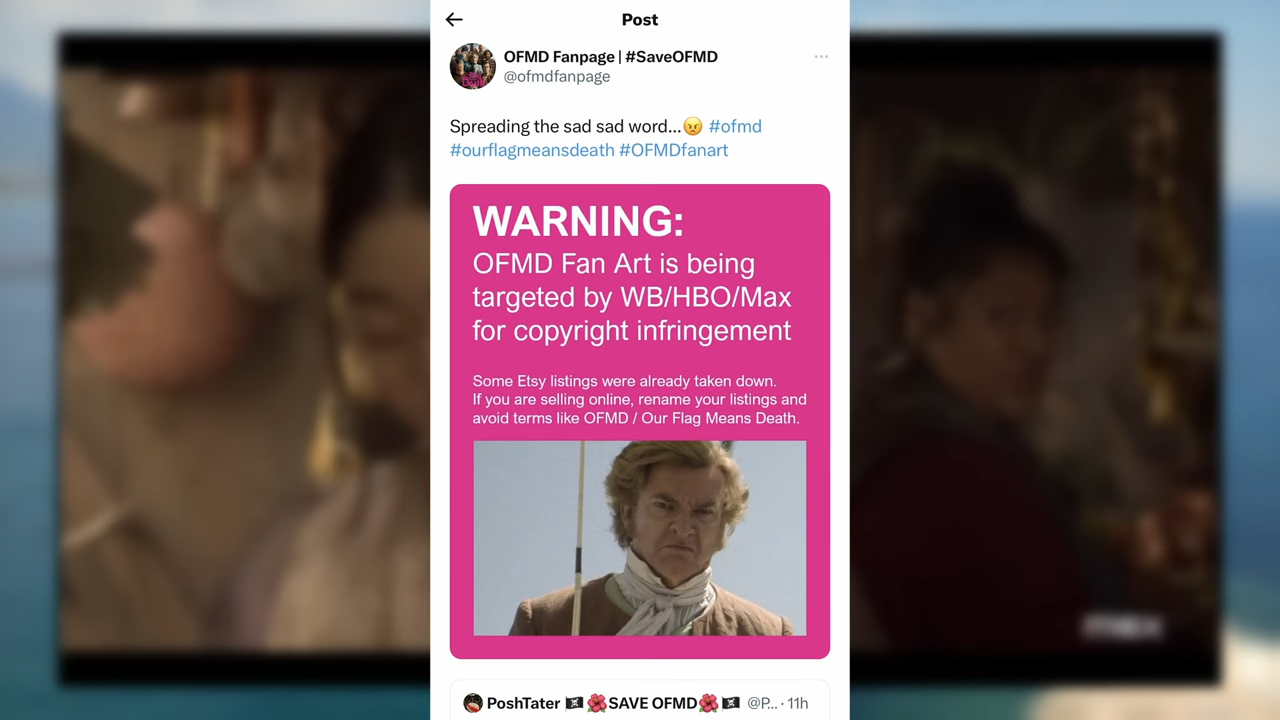 Post
OFMD Fanpage | #SaveOFMD
@ofmdfanpage
Spreading the sad sad word...😠 #ofmd
#ourflagmeansdeath #OFMDfanart
WARNING:
OFMD Fan Art is being
targeted by WB/HBO/Max
for copyright infringement
Some Etsy listings were already taken down.
If you are selling online, rename your listings and
avoid terms like OFMD / Our Flag Means Death.
PoshTater 🏴‍☠️🌺SAVE OFMD🌺🏴‍☠️ @P... · 11h